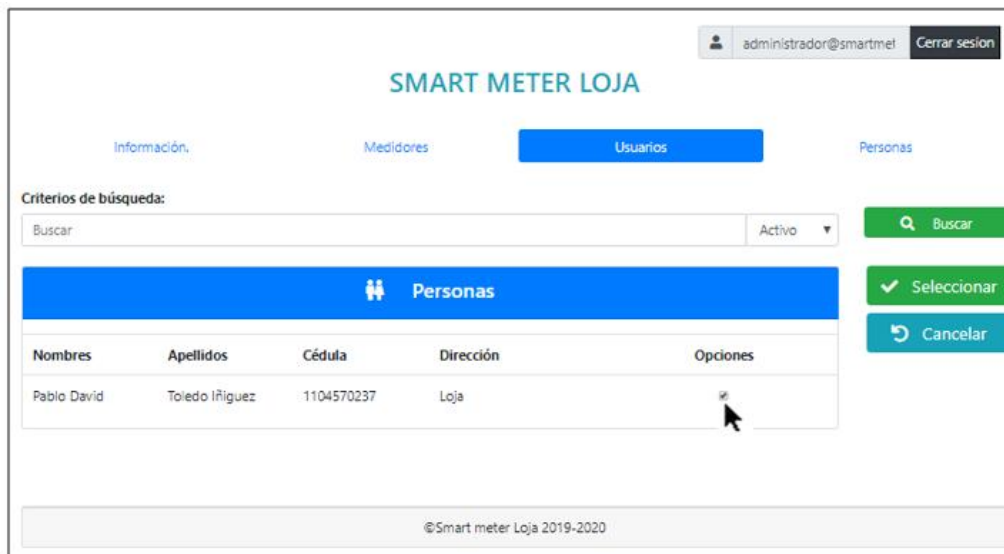 administrador@smartmet Cerrar sesion
SMART METER LOJA
Información. Medidores Usuarios Personas
Criterios de búsqueda:
Buscar Activo Buscar
Personas Seleccionar
Cancelar
Nombres Apellidos Cédula Dirección Opciones
Pablo David Toledo Iñiguez 1104570237 Loja
©Smart meter Loja 2019-2020